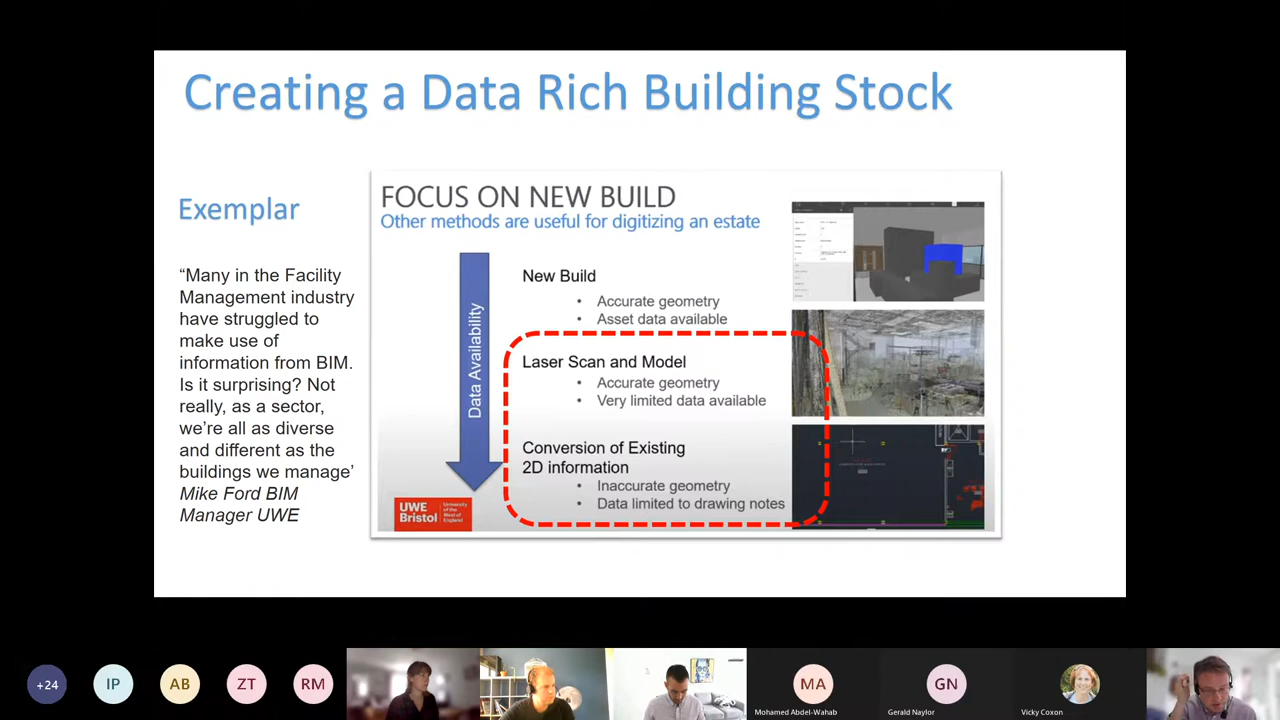 Creating a Data Rich Building Stock
Exemplar
“Many in the Facility
Management industry
have struggled to
make use of
information from BIM.
Is it surprising? Not
really, as a sector,
we’re all as diverse
and different as the
buildings we manage’
Mike Ford BIM
Manager UWE
FOCUS ON NEW BUILD
Other methods are useful for digitizing an estate
Data Availability
New Build
• Accurate geometry
• Asset data available
Laser Scan and Model
• Accurate geometry
• Very limited data available
Conversion of Existing
2D information
• Inaccurate geometry
• Data limited to drawing notes
UWE
Bristol
University
of the
West of
England
+24
IP
AB
ZT
RM
MA
Mohamed Abdel-Wahab
GN
Gerald Naylor
Vicky Coxon